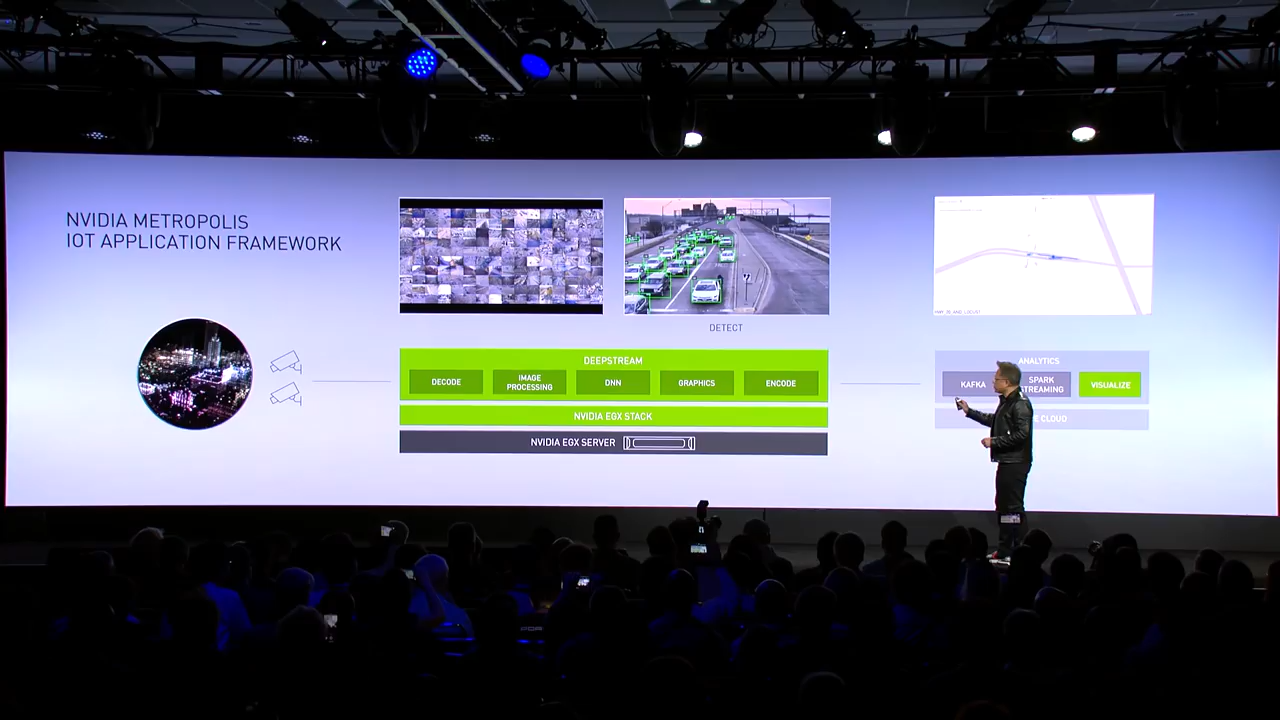 NVIDIA METROPOLIS
IOT APPLICATION FRAMEWORK
DETECT
DEEPSTREAM
DECODE
IMAGE
PROCESSING
DNN
GRAPHICS
ENCODE
NVIDIA EGX STACK
NVIDIA EGX SERVER
ANALYTICS
KAFKA
SPARK
STREAMING
VISUALIZE
CLOUD